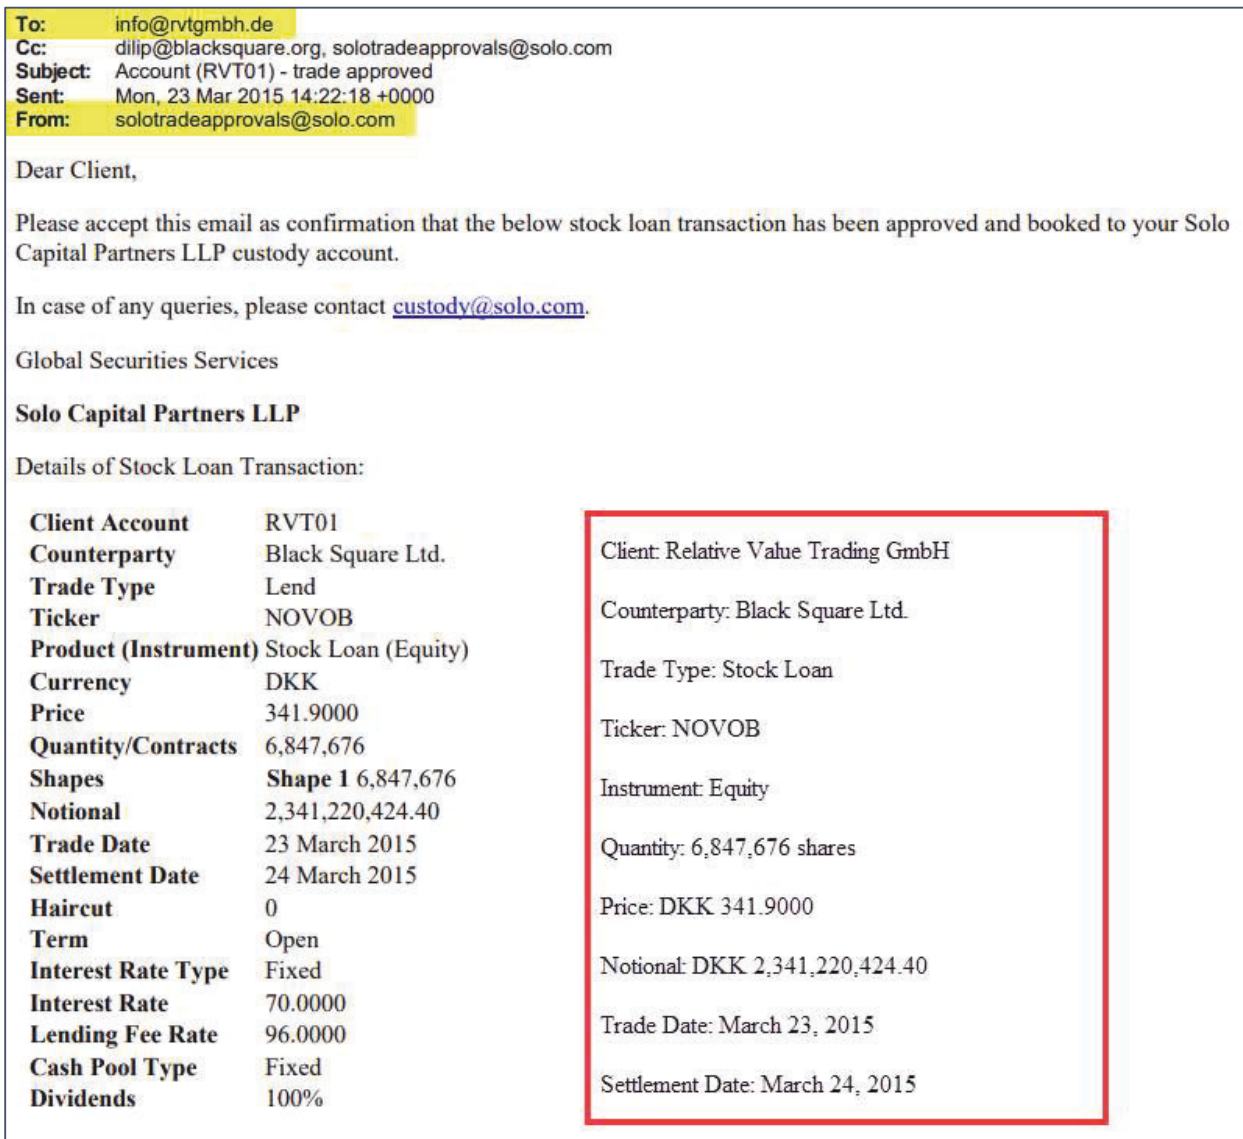 To: info@rvtgmbh.de
Cc: dilip@blacksquare.org, solotradeapprovals@solo.com
Subject: Account (RVT01) - trade approved
Sent: Mon, 23 Mar 2015 14:22:18 +0000
From: solotradeapprovals@solo.com
Dear Client,
Please accept this email as confirmation that the below stock loan transaction has been approved and booked to your Solo
Capital Partners LLP custody account.
In case of any queries, please contact custody@solo.com.
Global Securities Services
Solo Capital Partners LLP
Details of Stock Loan Transaction:
Client Account RVT01
Counterparty Black Square Ltd.
Trade Type Lend
Ticker NOVOB
Product (Instrument) Stock Loan (Equity)
Currency DKK
Price 341.9000
Quantity/Contracts 6,847,676
Shapes Shape 1 6,847,676
Notional 2,341,220,424.40
Trade Date 23 March 2015
Settlement Date 24 March 2015
Haircut 0
Term Open
Interest Rate Type Fixed
Interest Rate 70.0000
Lending Fee Rate 96.0000
Cash Pool Type Fixed
Dividends 100%
Client: Relative Value Trading GmbH
Counterparty: Black Square Ltd.
Trade Type: Stock Loan
Ticker: NOVOB
Instrument: Equity
Quantity: 6,847,676 shares
Price: DKK 341.9000
Notional: DKK 2,341,220,424.40
Trade Date: March 23, 2015
Settlement Date: March 24, 2015